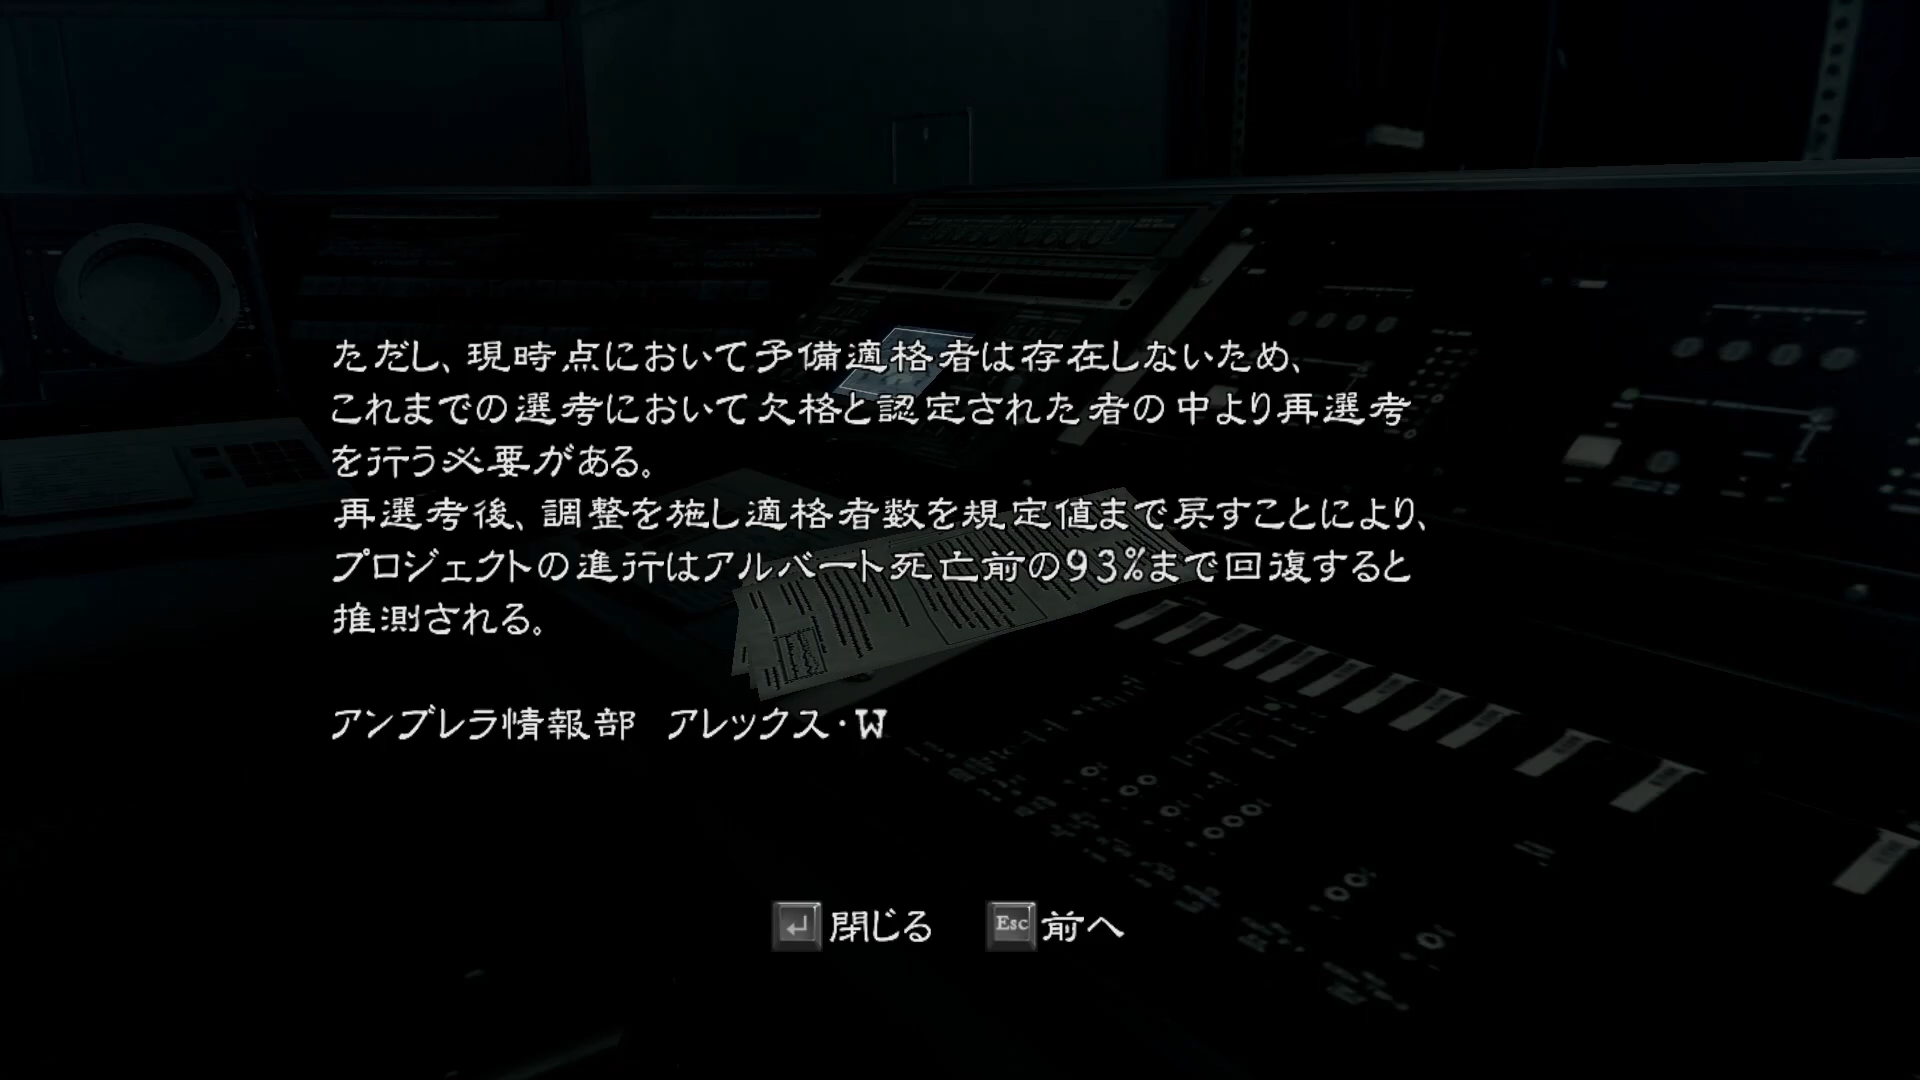 ただし、現時点において予備適格者は存在しないため、
これまでの選考において欠格と認定された者の中より再選考
を行う必要がある。
再選考後、調整を施し適格者数を規定値まで戻すことにより、
プロジェクトの進行はアルバート死亡前の93%まで回復すると
推測される。
アンブレラ情報部　アレックス・W
閉じる Esc 前へ